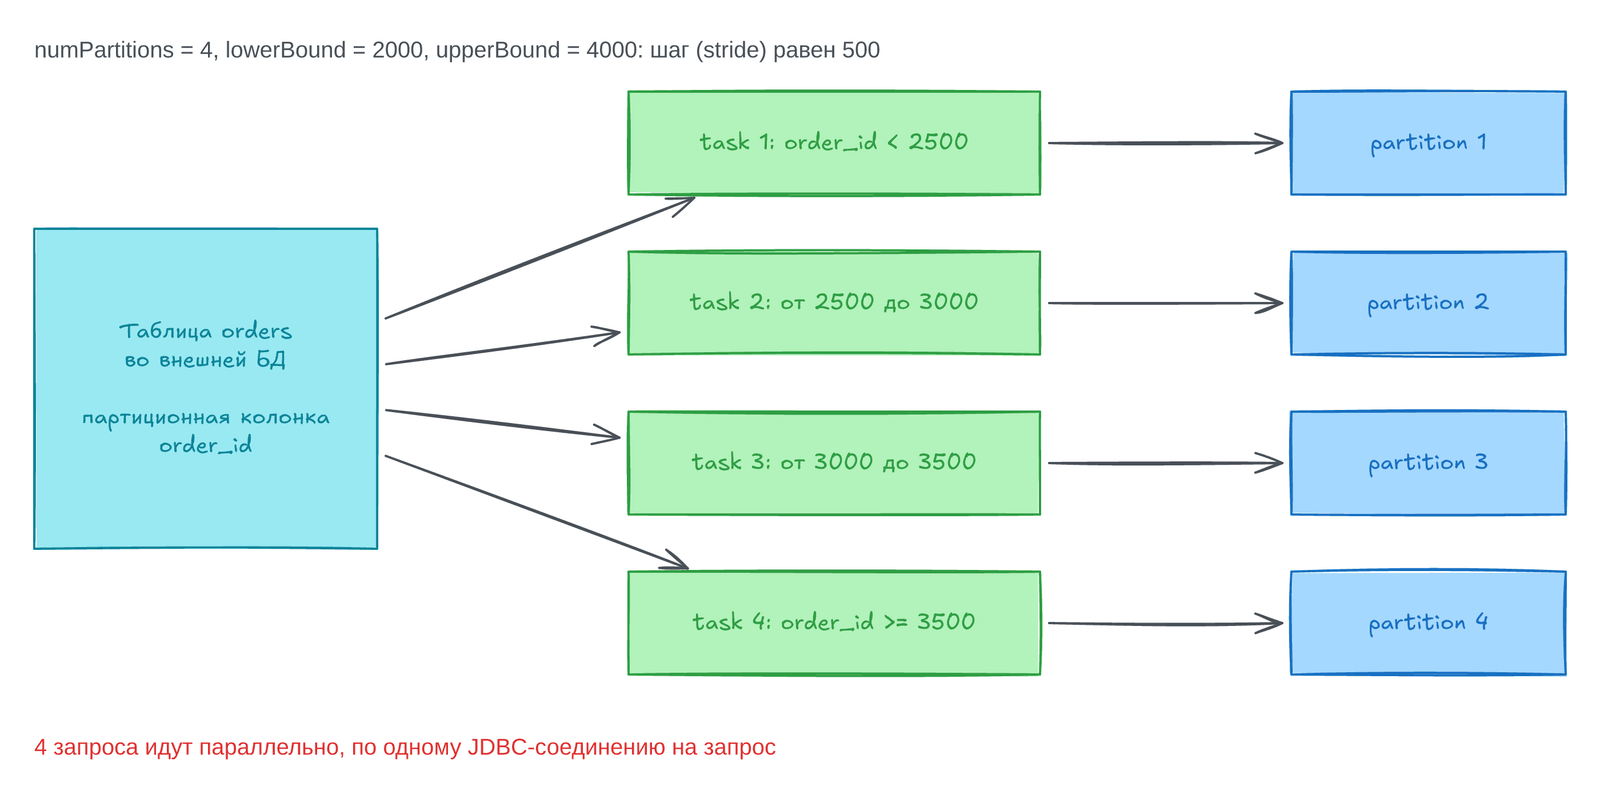 numPartitions = 4, lowerBound = 2000, upperBound = 4000: шаг (stride) равен 500
task 1: order_id < 2500
partition 1
task 2: от 2500 до 3000
partition 2
Таблица orders
во внешней БД
партиционная колонка
order_id
task 3: от 3000 до 3500
partition 3
task 4: order_id >= 3500
partition 4
4 запроса идут параллельно, по одному JDBC-соединению на запрос